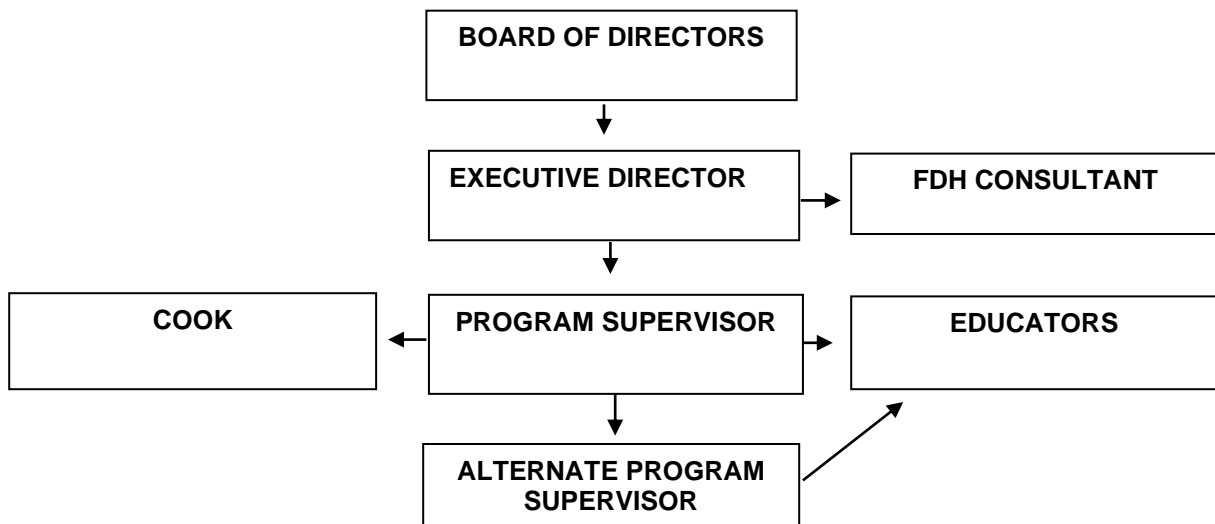 BOARD OF DIRECTORS
EXECUTIVE DIRECTOR
FDH CONSULTANT
COOK
PROGRAM SUPERVISOR
EDUCATORS
ALTERNATE PROGRAM
SUPERVISOR